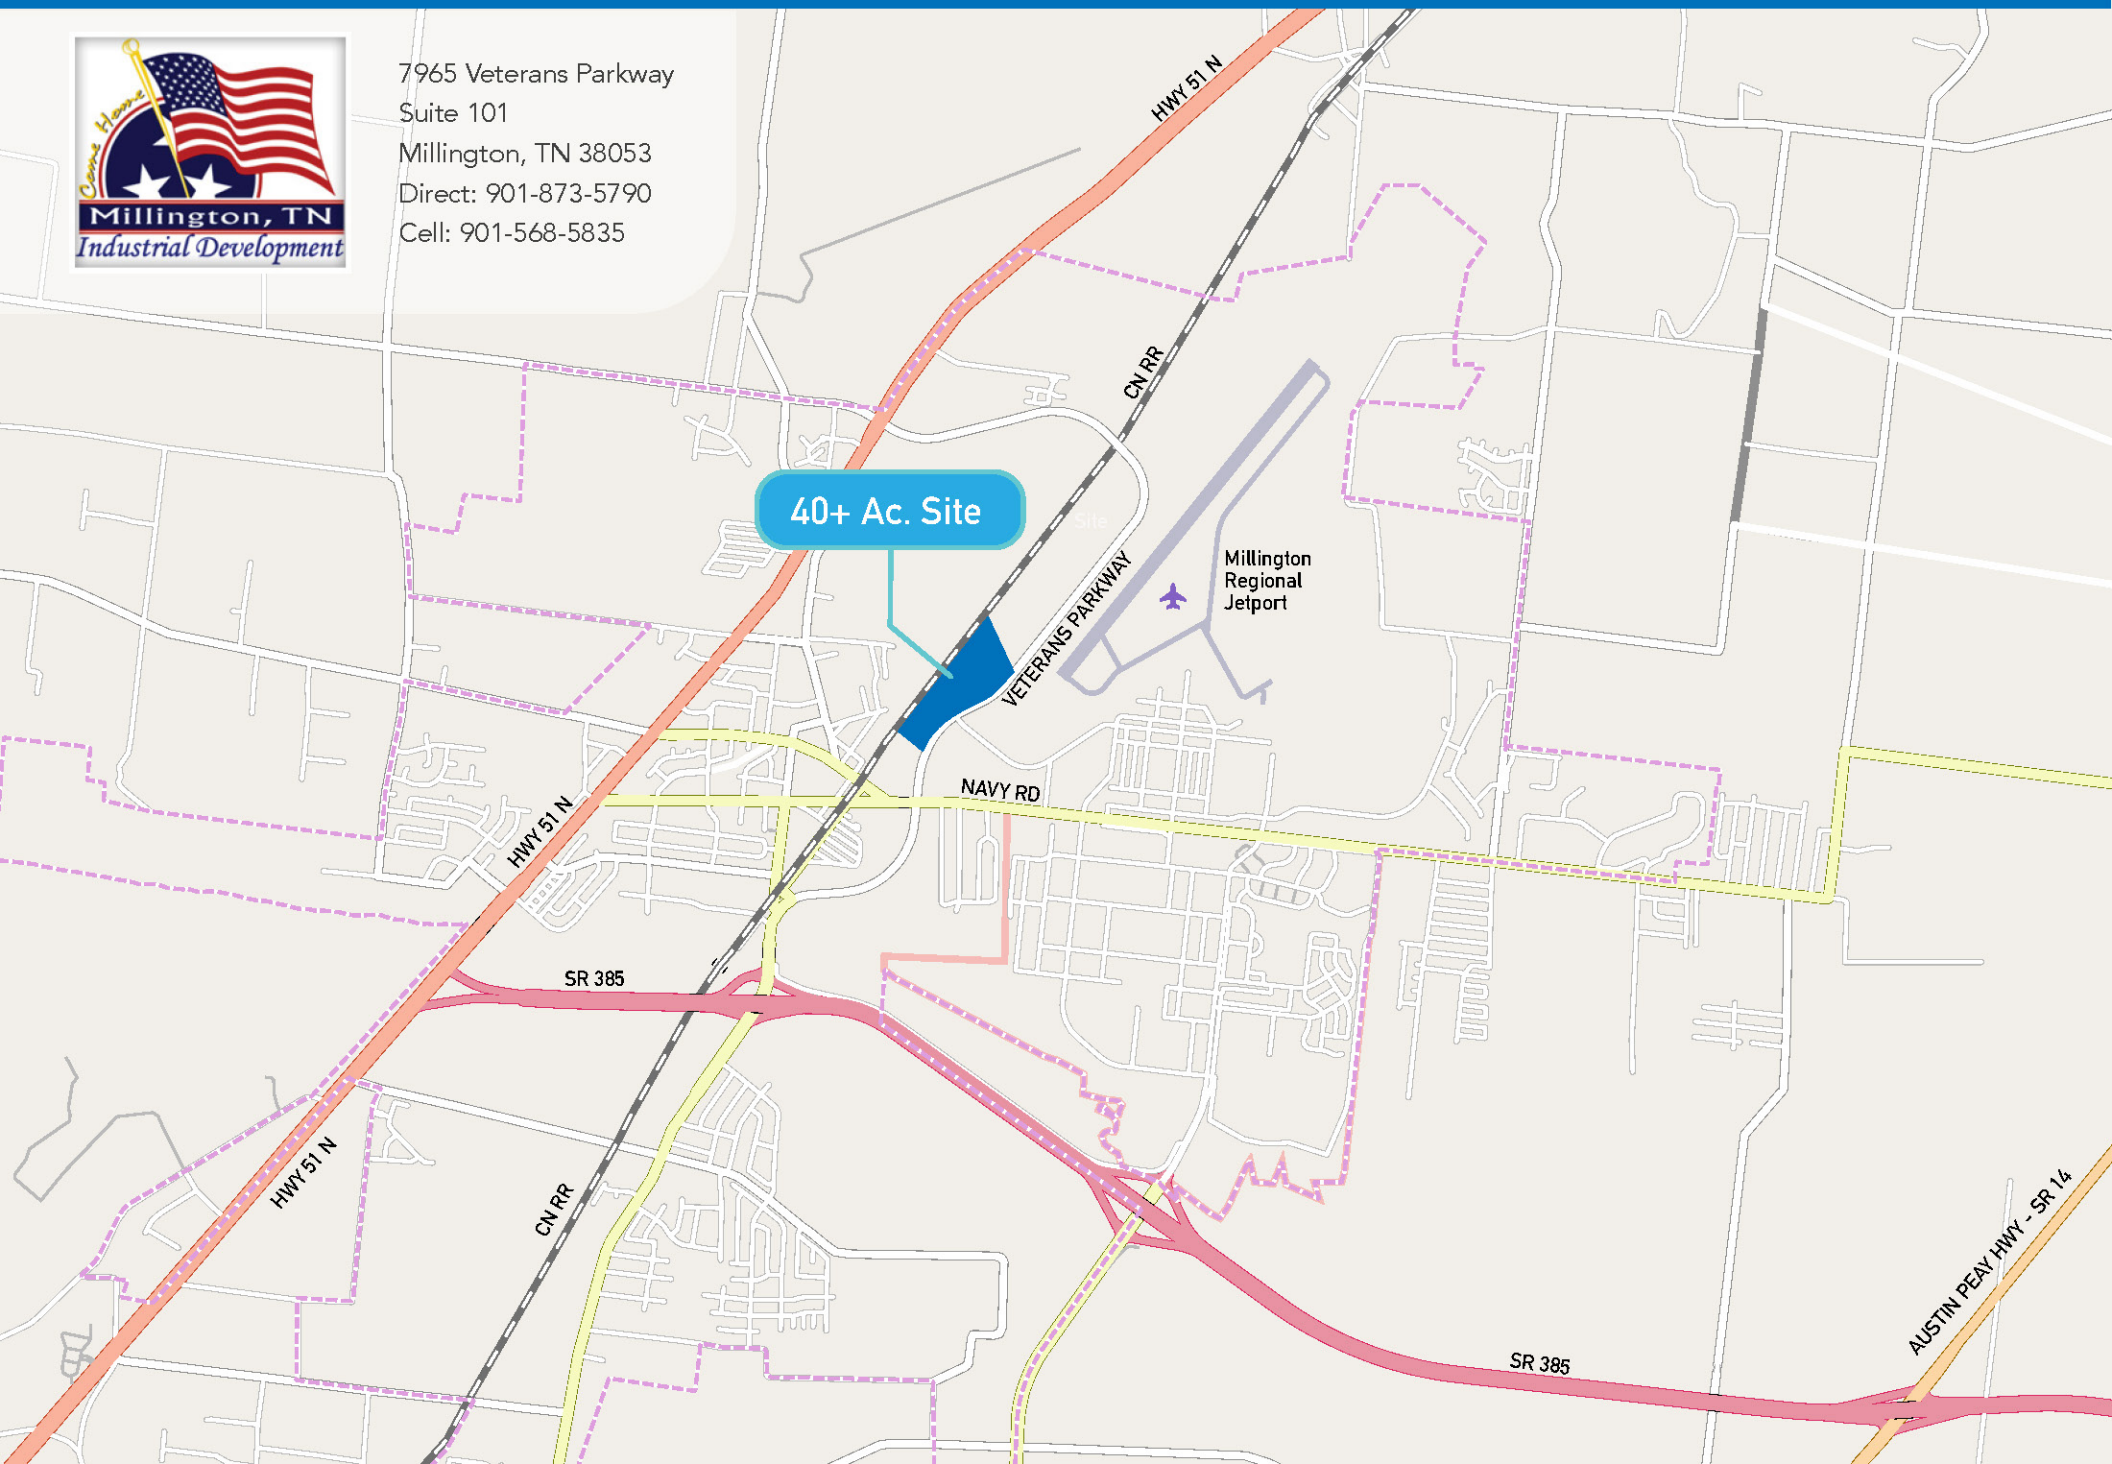 Come Home
Millington, TN
Industrial Development
7965 Veterans Parkway
Suite 101
Millington, TN 38053
Direct: 901-873-5790
Cell: 901-568-5835
HWY 51 N
CN RR
40+ Ac. Site
Site
VETERANS PARKWAY
Millington
Regional
Jetport
NAVY RD
HWY 51 N
SR 385
HWY 51 N
CN RR
AUSTIN PEAY HWY - SR 14
SR 385